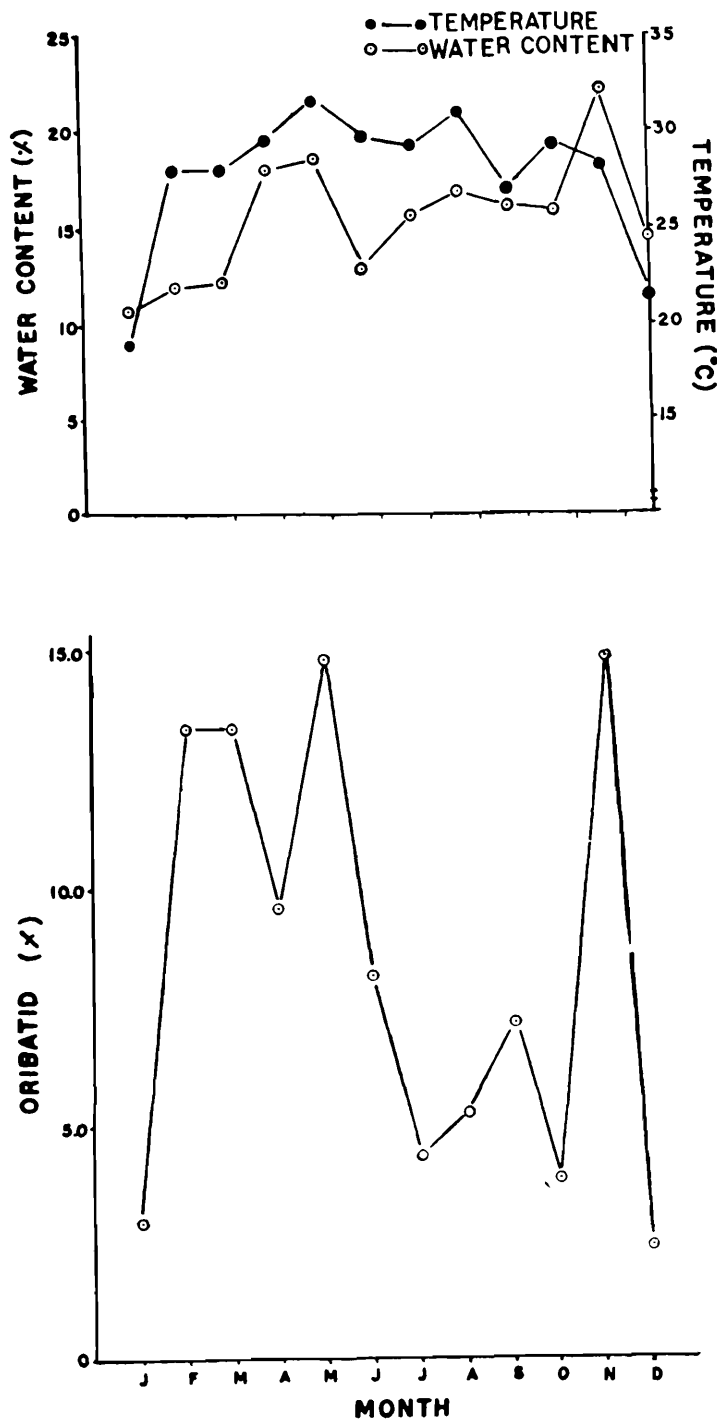 TEMPERATURE
WATER CONTENT
25
20
15
10
5
0
WATER CONTENT (%)
35
30
25
20
15
TEMPERATURE (°C)
15.0
10.0
5.0
0
ORIBATID (%)
J F M A M J J A S O N D
MONTH